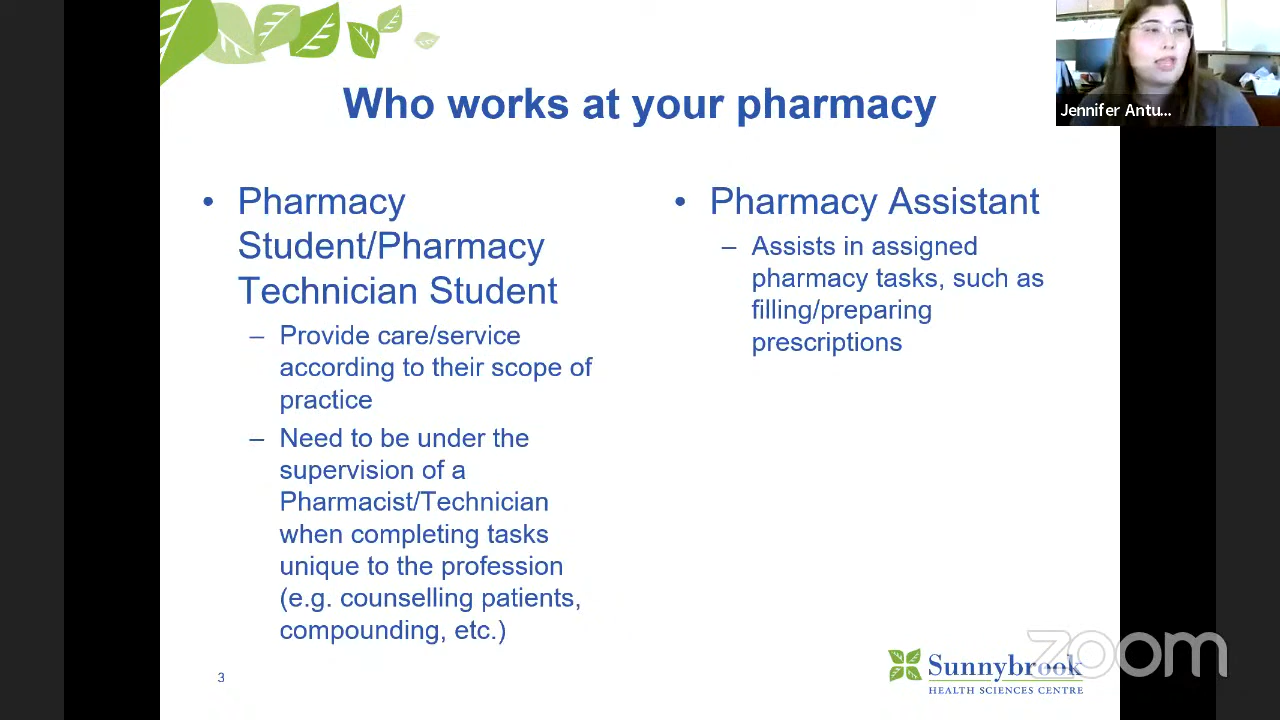 Who works at your pharmacy
Jennifer Antu...
• Pharmacy
Student/Pharmacy
Technician Student
– Provide care/service
according to their scope of
practice
– Need to be under the
supervision of a
Pharmacist/Technician
when completing tasks
unique to the profession
(e.g. counselling patients,
compounding, etc.)
• Pharmacy Assistant
– Assists in assigned
pharmacy tasks, such as
filling/preparing
prescriptions
3
Sunnybrook
HEALTH SCIENCES CENTRE
zoom